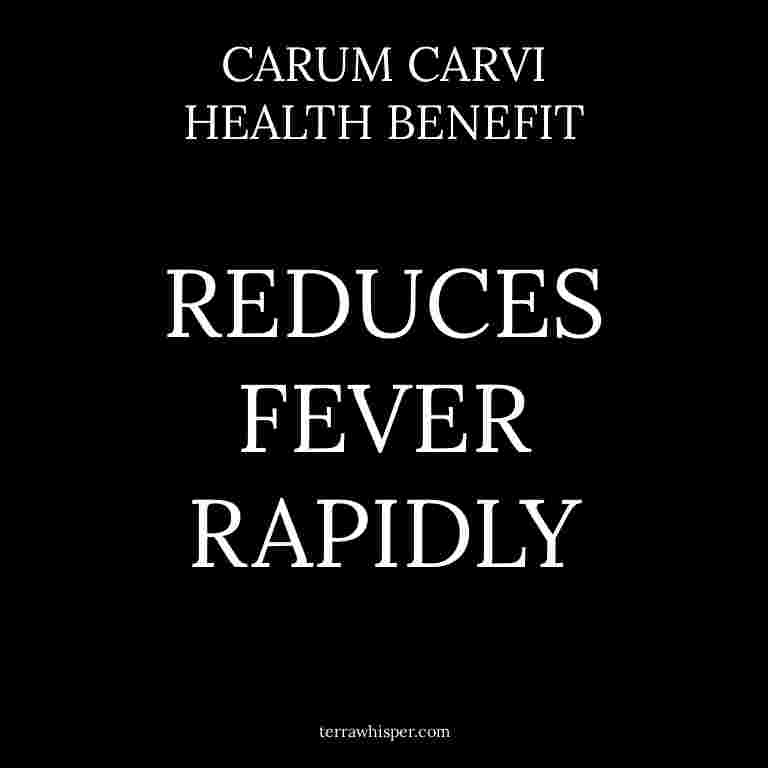 CARUM CARVI
HEALTH BENEFIT
REDUCES
FEVER
RAPIDLY
terrawhisper.com